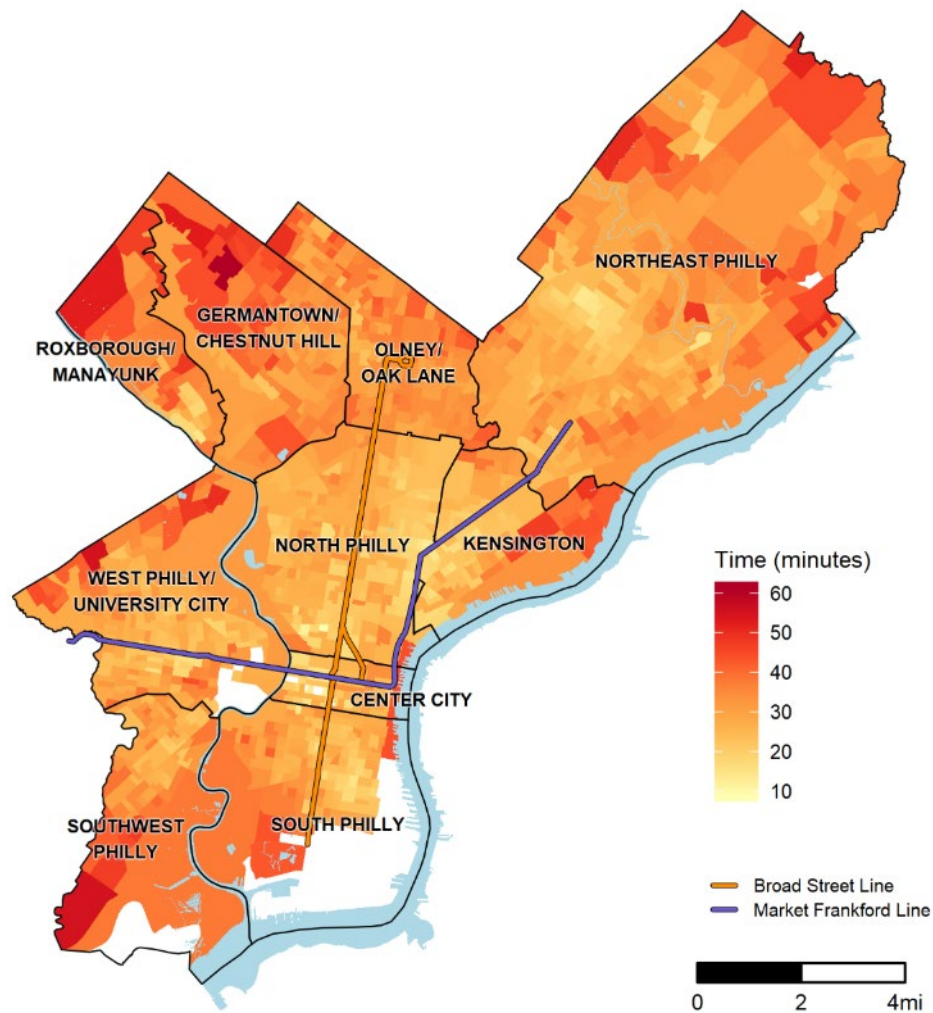 NORTHEAST PHILLY
GERMANTOWN/
CHESTNUT HILL
ROXBOROUGH/
MANAYUNK
OLNEY/
OAK LANE
NORTH PHILLY
KENSINGTON
WEST PHILLY/
UNIVERSITY CITY
CENTER CITY
SOUTHWEST
PHILLY
SOUTH PHILLY
Time (minutes)
60
50
40
30
20
10
Broad Street Line
Market Frankford Line
0 2 4mi